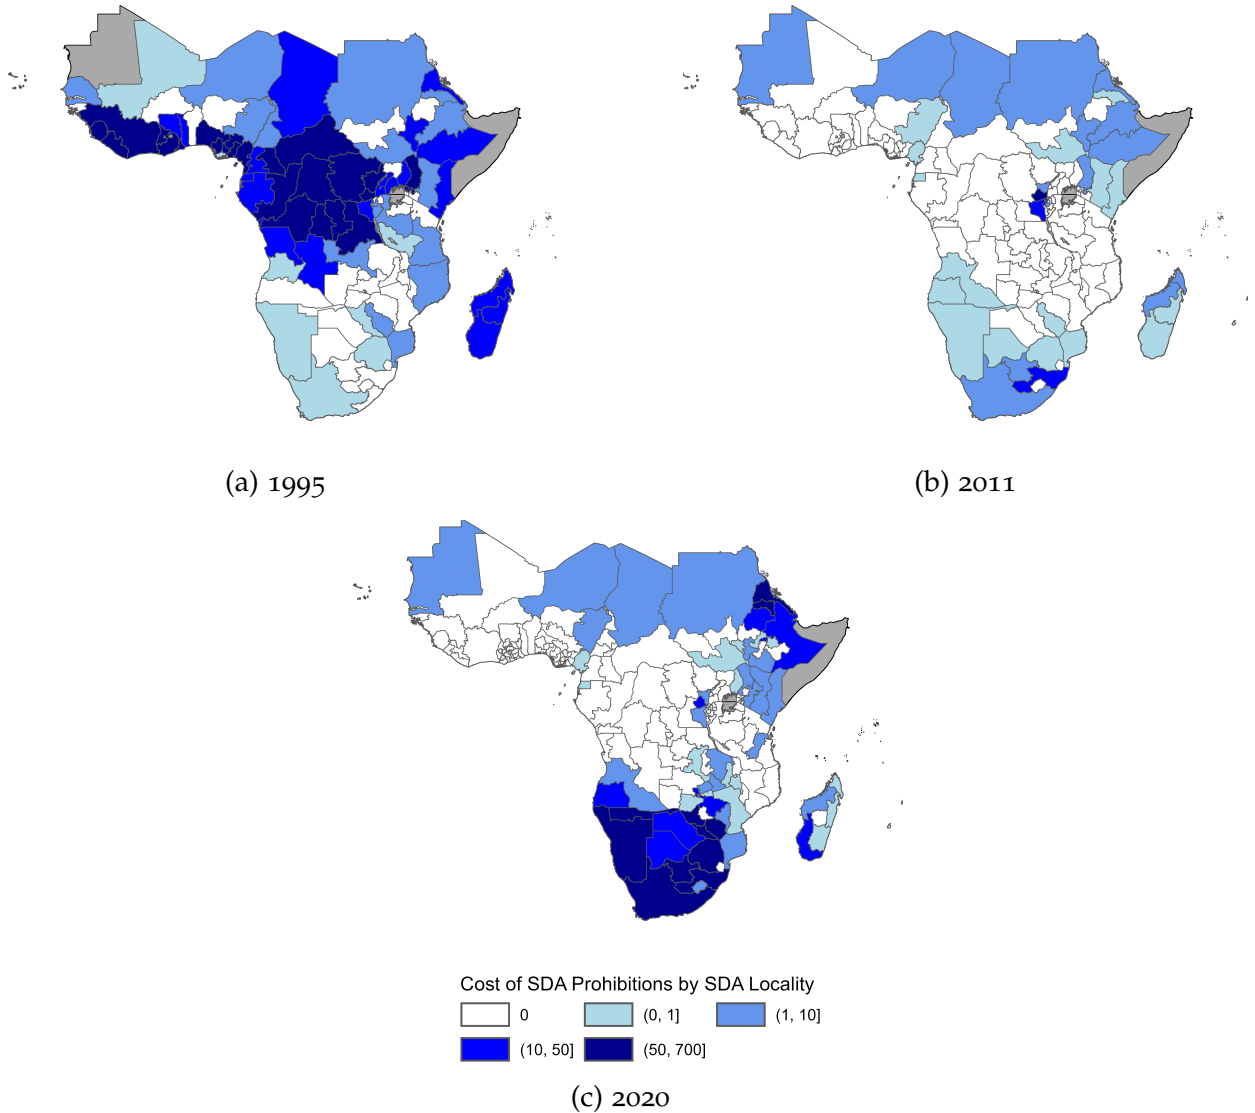 (a) 1995
(b) 2011
Cost of SDA Prohibitions by SDA Locality
0
(0, 1]
(1, 10]
(10, 50]
(50, 700]
(c) 2020